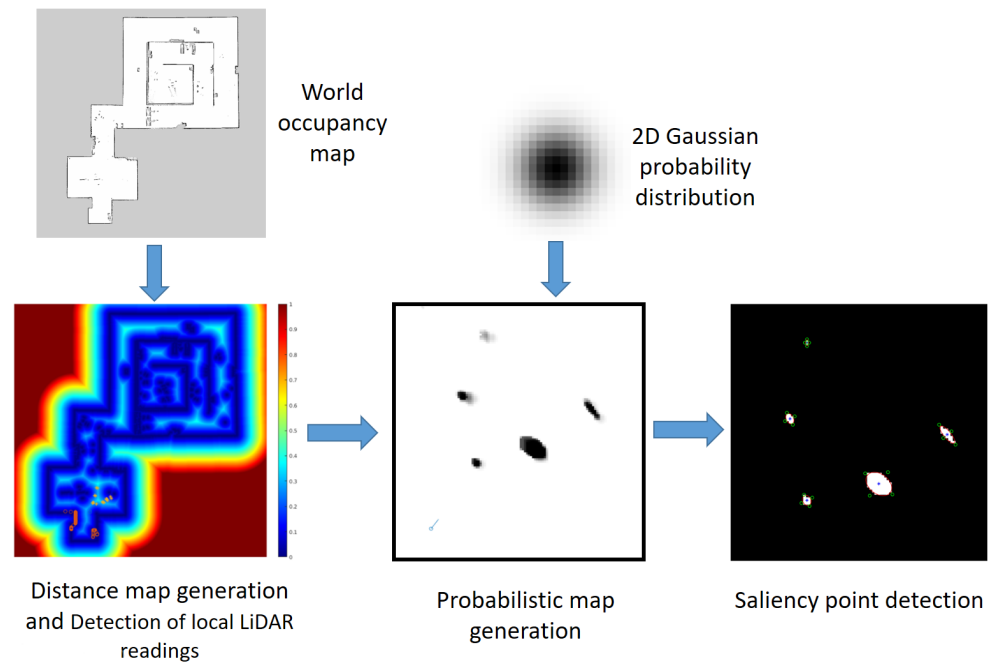 World
occupancy
map
2D Gaussian
probability
distribution
1
0.9
0.8
0.7
0.6
0.5
0.4
0.3
0.2
0.1
0
Distance map generation
and Detection of local LiDAR
readings
Probabilistic map
generation
Saliency point detection